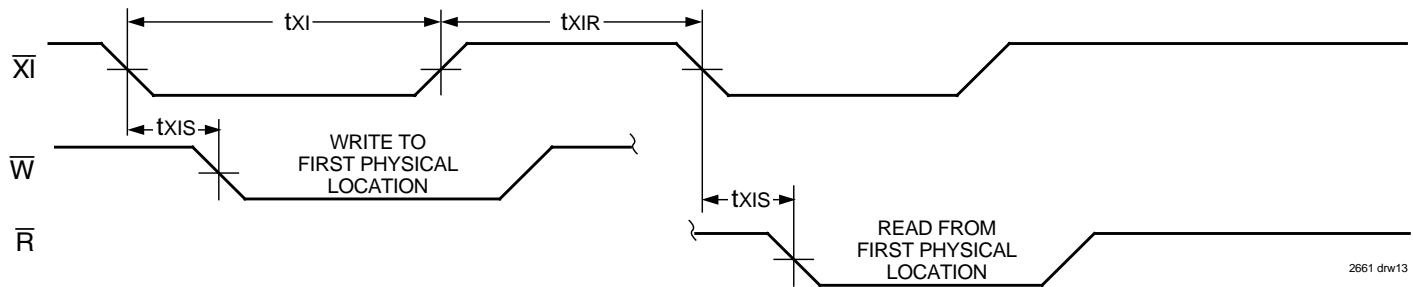 tXI
tXIR
XI
tXIS
WRITE TO
FIRST PHYSICAL
LOCATION
W
tXIS
R
READ FROM
FIRST PHYSICAL
LOCATION
2661 drw13